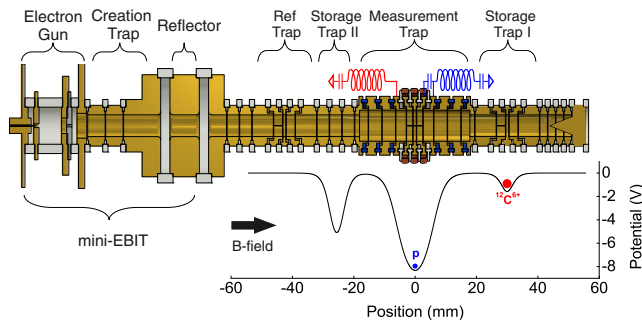 Electron
Gun
Creation
Trap
Reflector
Ref
Trap
Storage
Trap II
Measurement
Trap
Storage
Trap I
mini-EBIT
B-field
p
¹²C⁶⁺
0
-2
-4
-6
-8
Potential (V)
-60 -40 -20 0 20 40 60
Position (mm)